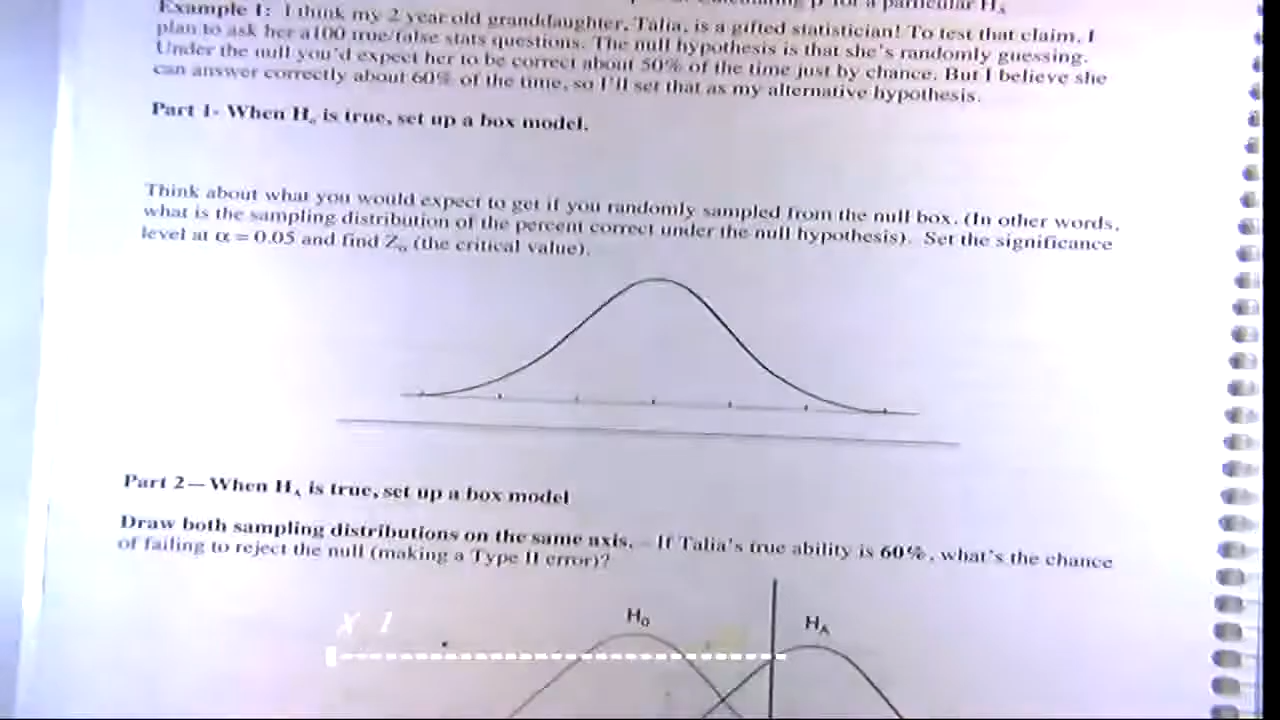 for a particular Hₐ
Example 1: I think my 2 year old granddaughter, Talia, is a gifted statistician! To test that claim, I
plan to ask her a100 true/false stats questions. The null hypothesis is that she's randomly guessing.
Under the null you'd expect her to be correct about 50% of the time just by chance. But I believe she
can answer correctly about 60% of the time, so I'll set that as my alternative hypothesis.
Part 1- When Hₒ is true, set up a box model.
Think about what you would expect to get if you randomly sampled from the null box. (In other words,
what is the sampling distribution of the percent correct under the null hypothesis). Set the significance
level at α = 0.05 and find Zₐ (the critical value).
Part 2—When Hₐ is true, set up a box model
Draw both sampling distributions on the same axis. - If Talia's true ability is 60%, what's the chance
of failing to reject the null (making a Type II error)?
H₀
Hₐ
X 1